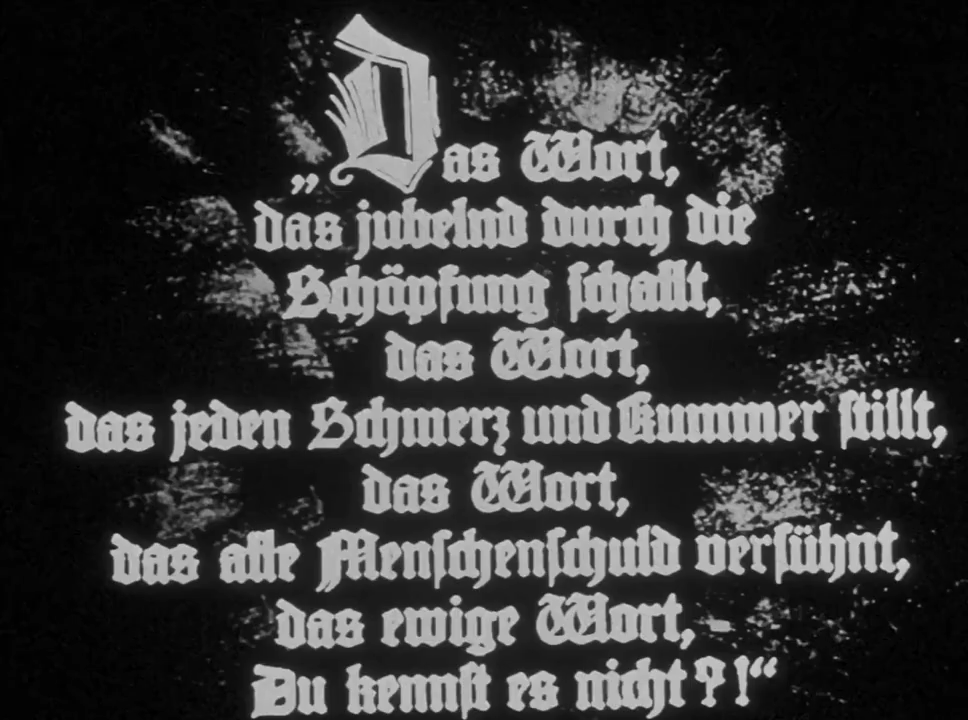 „Das Wort,
das jubelnd durch die
Schöpfung schallt,
das Wort,
das jeden Schmerz und Kummer stillt,
das Wort,
das alle Menschenschuld versühnt,
das ewige Wort, -
Du kennst es nicht?!“